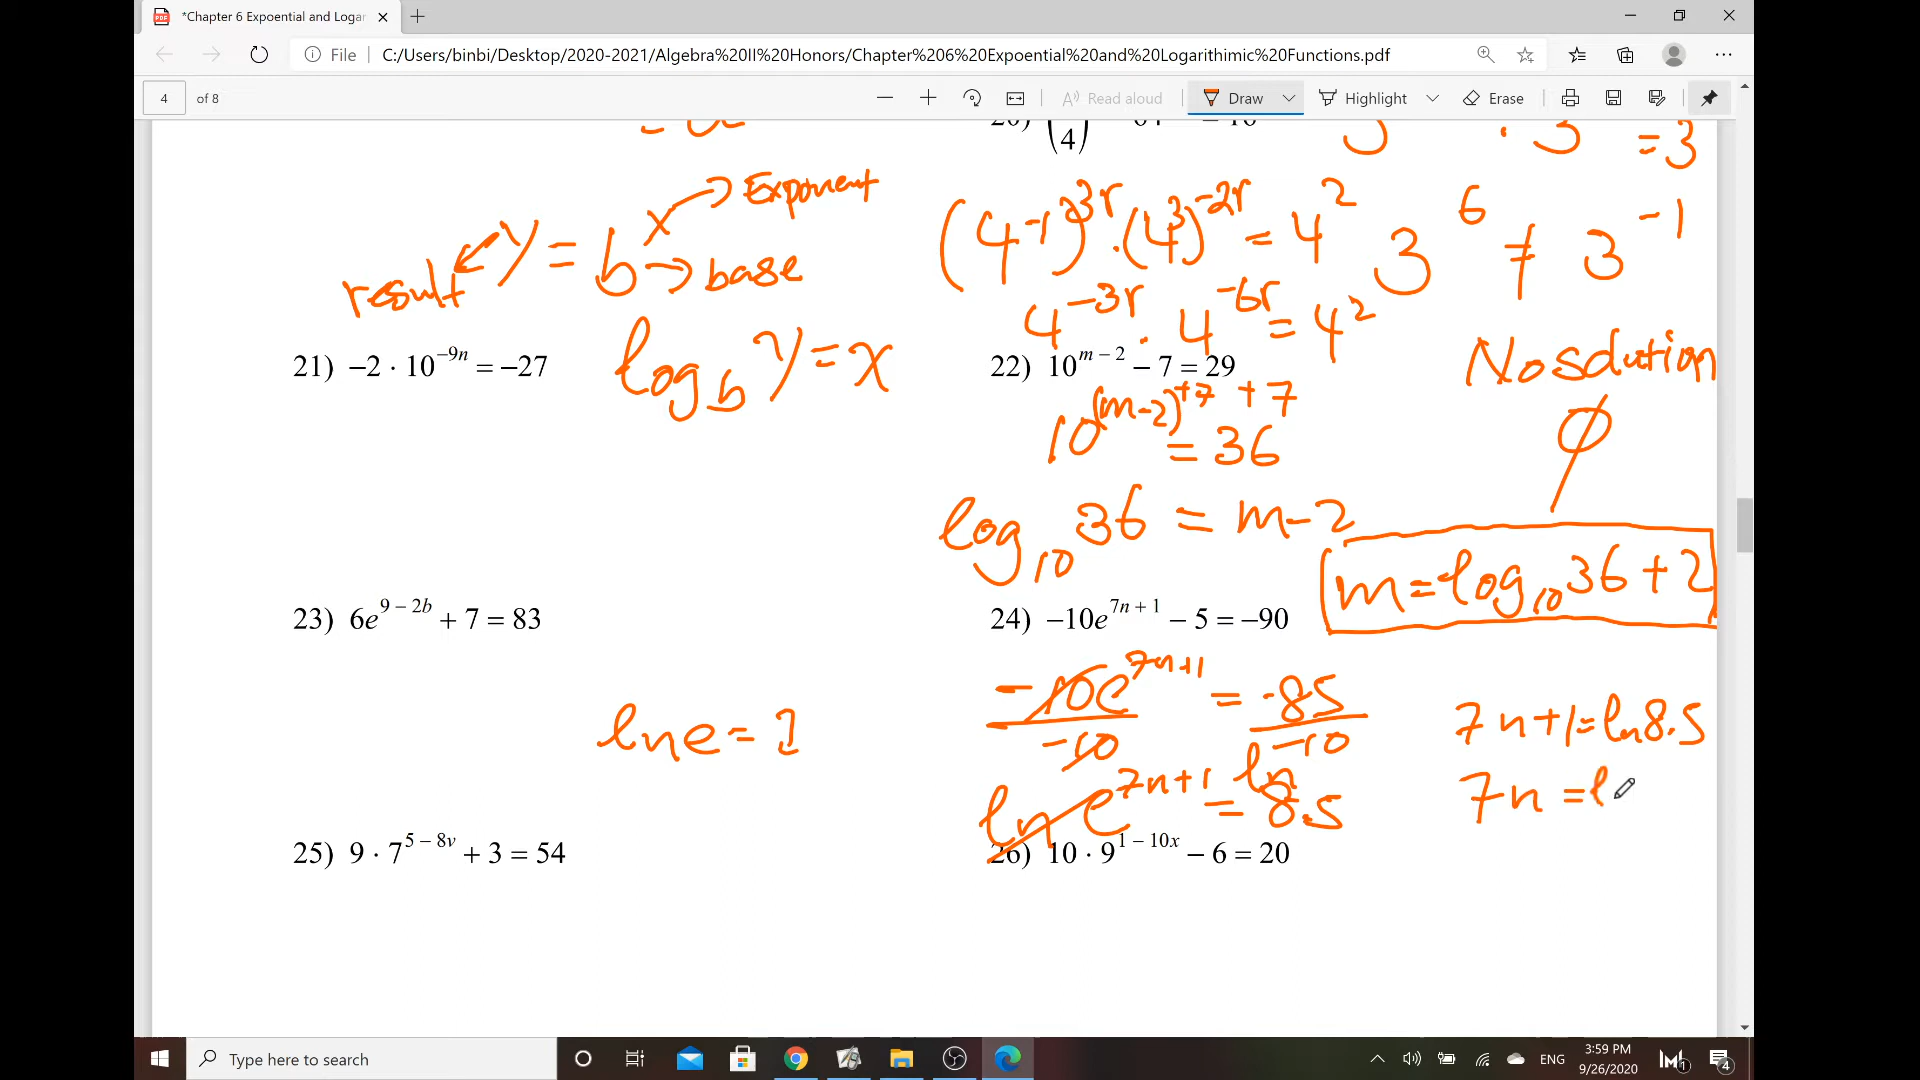 *Chapter 6 Expoential and Logar
File C:/Users/binbi/Desktop/2020-2021/Algebra%20II%20Honors/Chapter%206%20Expoential%20and%20Logarithimic%20Functions.pdf
4 of 8 Read aloud Draw Highlight Erase
4 3 · 3 = 3
x → Exponent
result ← y = b → base
log_b y = x
(4^-1)^3r · (4^3)^-2r = 4^2
3^6 ≠ 3^-1
4^-3r · 4^-6r = 4^2
No solution
∅
21) −2 · 10^−9n = −27
22) 10^m − 2 − 7 = 29
+7 +7
10^(m-2) = 36
log_10 36 = m-2
m = log_10 36 + 2
23) 6e^9 − 2b + 7 = 83
24) −10e^7n + 1 − 5 = −90
ln e = 1
-10e^7n+1 = -85
-10 -10
ln e^7n+1 = ln 8.5
7n+1 = ln 8.5
7n = l
25) 9 · 7^5 − 8v + 3 = 54
26) 10 · 9^1 − 10x − 6 = 20
Type here to search
ENG
3:59 PM
9/26/2020
1
4